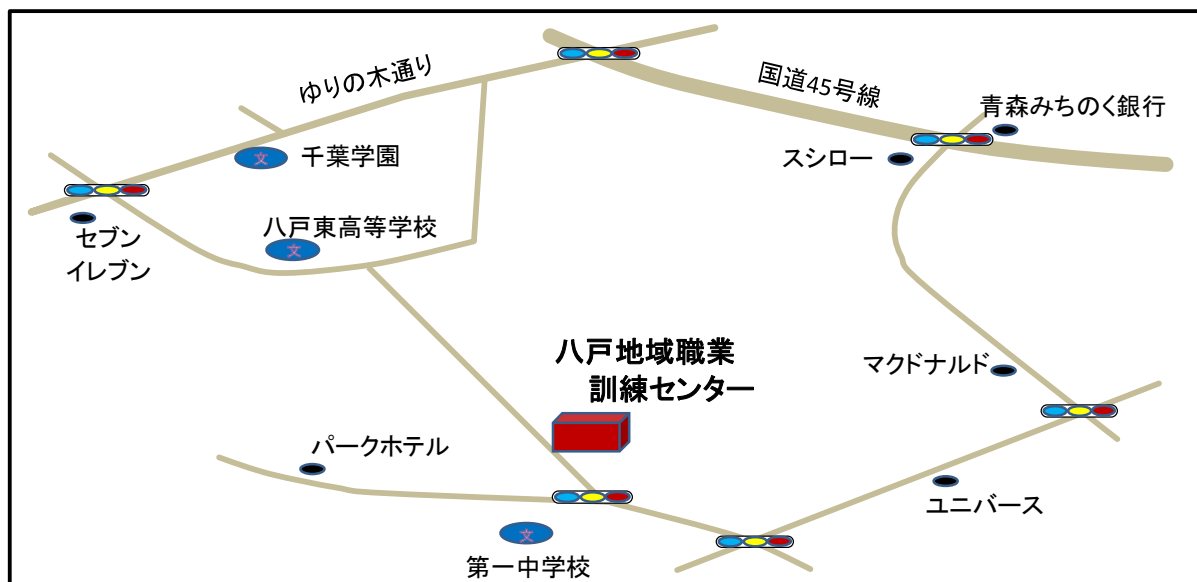 ゆりの木通り
国道45号線
青森みちのく銀行
スシロー
文
千葉学園
文
八戸東高等学校
セブン
イレブン
八戸地域職業
訓練センター
マクドナルド
パークホテル
ユニバース
文
第一中学校